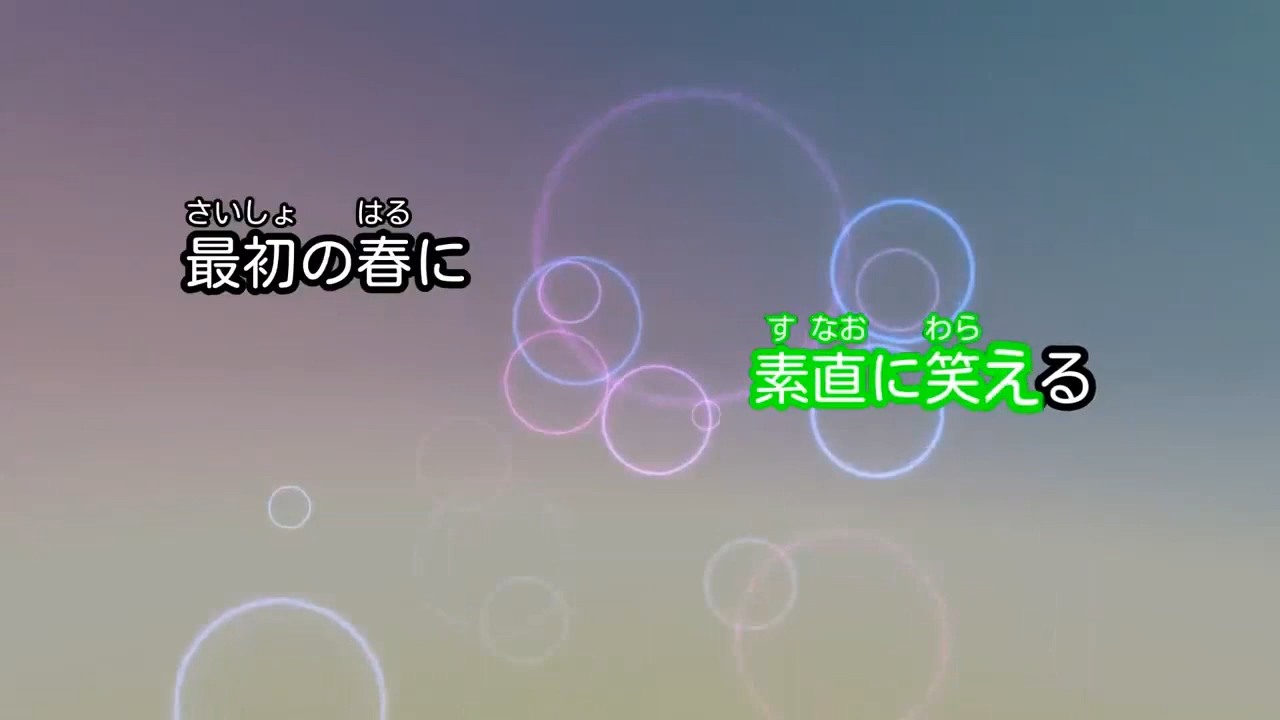 さいしょ はる
最初の春に
す なお わら
素直に笑える